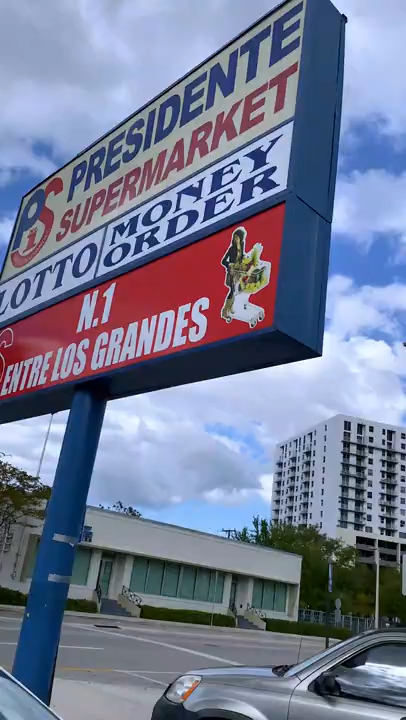 PS PRESIDENTE
SUPERMARKET
LOTTO MONEY
ORDER
N.1
ENTRE LOS GRANDES